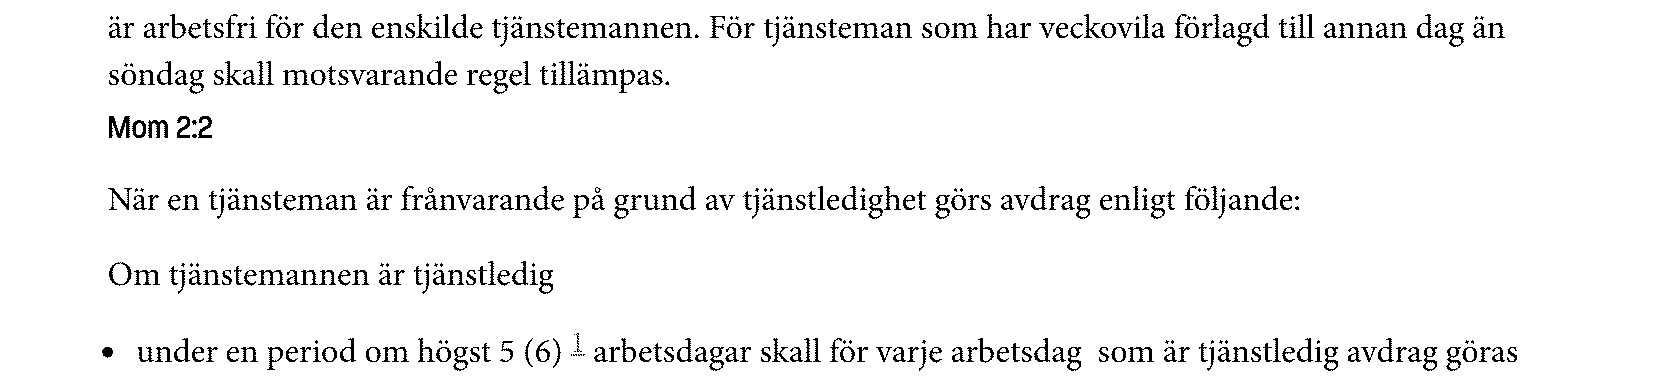 är arbetsfri för den enskilde tjänstemannen. För tjänsteman som har veckovila förlagd till annan dag än
söndag skall motsvarande regel tillämpas.
Mom 2:2
När en tjänsteman är frånvarande på grund av tjänstledighet görs avdrag enligt följande:
Om tjänstemannen är tjänstledig
• under en period om högst 5 (6) 1 arbetsdagar skall för varje arbetsdag som är tjänstledig avdrag göras